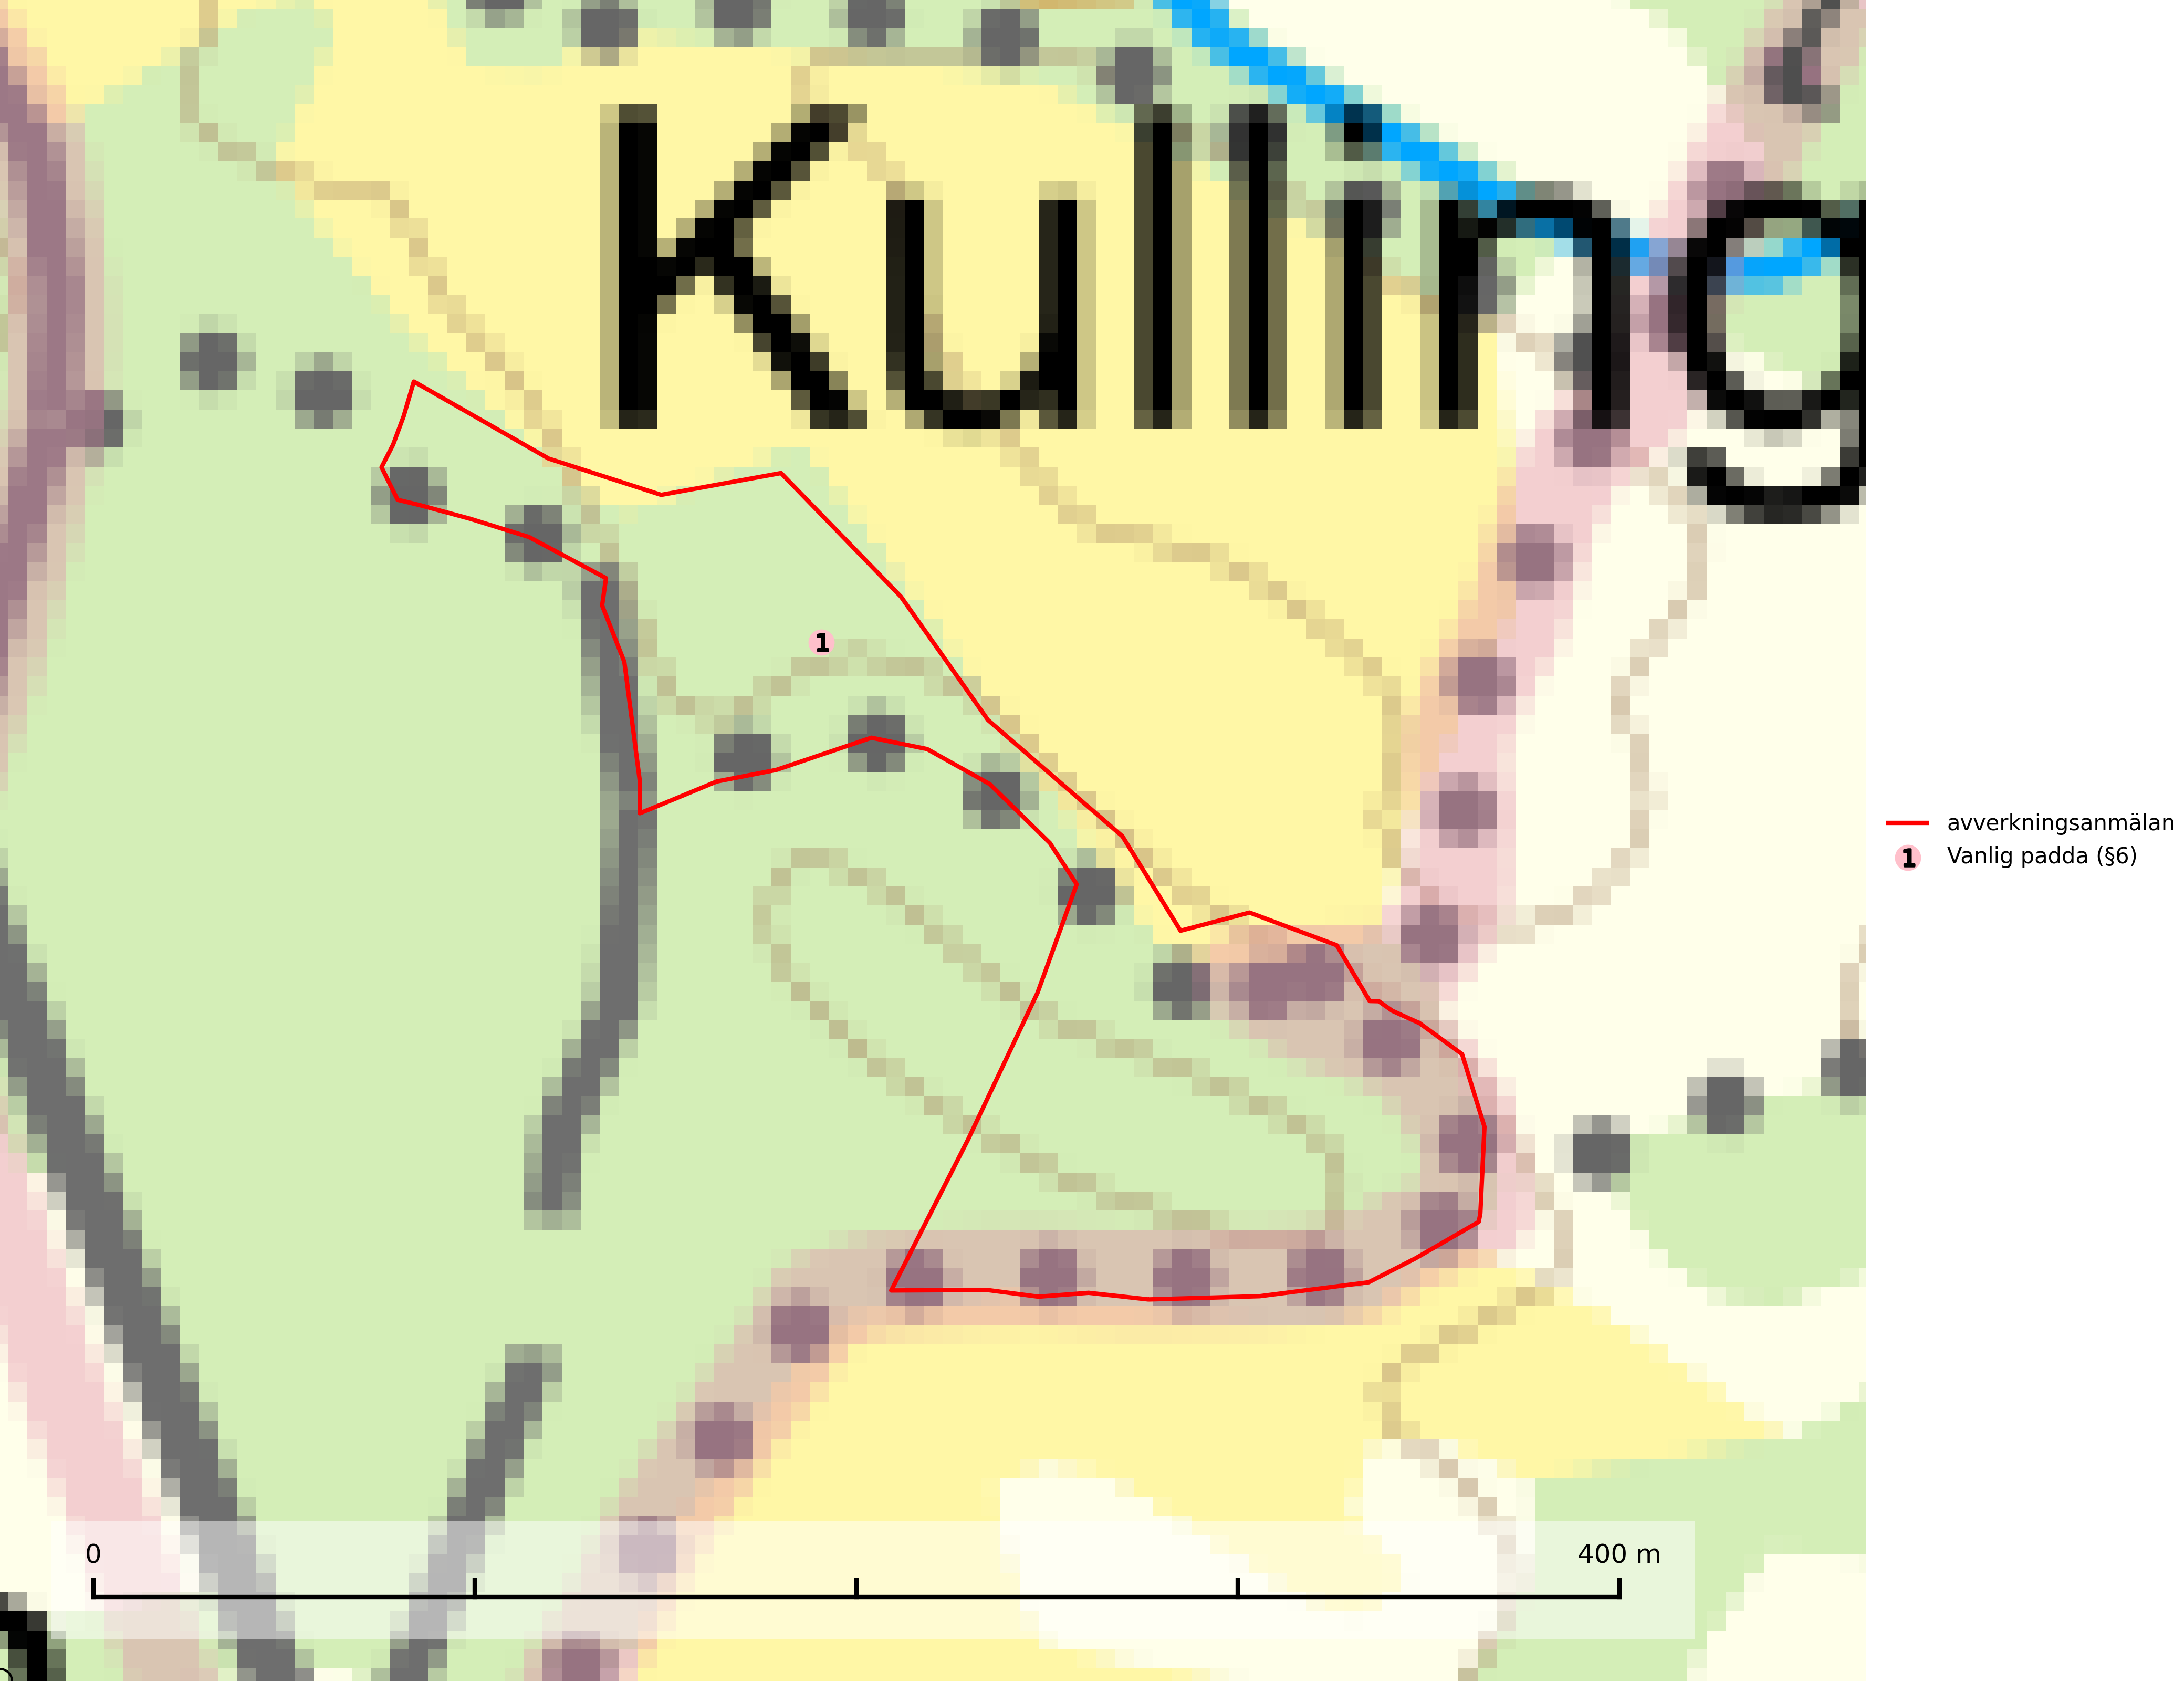 Kulling
1
avverkningsanmälan
1 Vanlig padda (§6)
0 400 m